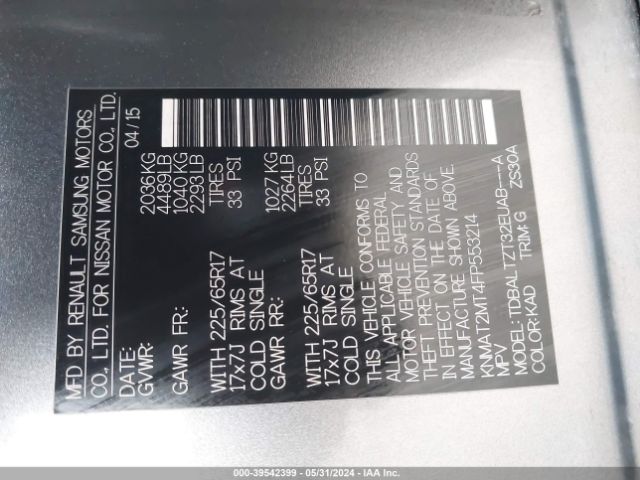 MFD BY RENAULT SAMSUNG MOTORS
CO., LTD. FOR NISSAN MOTOR CO., LTD.
DATE: 04/15
GVWR: 2036KG
4489LB
GAWR FR: 1040KG
2293LB
WITH 225/65R17 TIRES
17x7J RIMS AT 33 PSI
COLD SINGLE
GAWR RR: 1027KG
2264LB
WITH 225/65R17 TIRES
17x7J RIMS AT 33 PSI
COLD SINGLE
THIS VEHICLE CONFORMS TO
ALL APPLICABLE FEDERAL
MOTOR VEHICLE SAFETY AND
THEFT PREVENTION STANDARDS
IN EFFECT ON THE DATE OF
MANUFACTURE SHOWN ABOVE.
KNMAT2MT4FP553214
MPV
MODEL: TDBALTZT32EUAB---A
COLOR: KAD TRIM:G ZS30A
000-39542399 - 05/31/2024 - IAAI.com